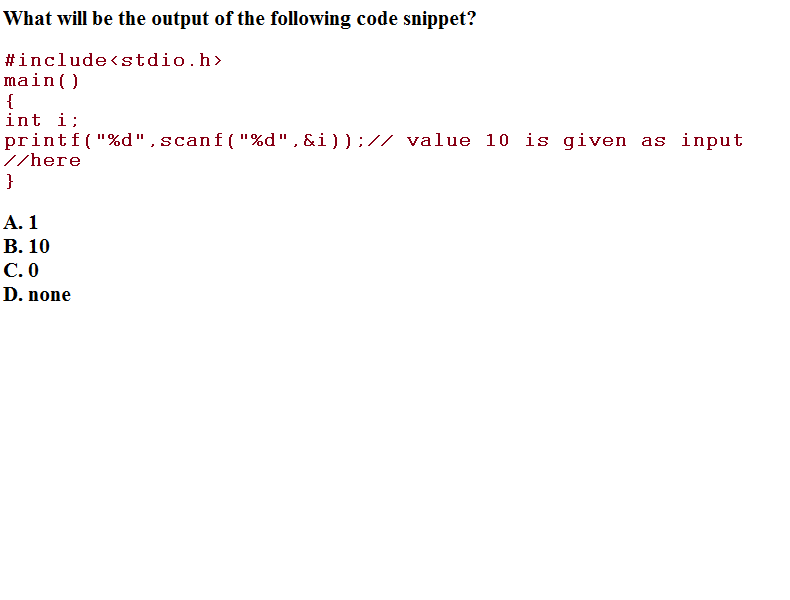 What will be the output of the following code snippet?
#include<stdio.h>
main()
{
int i;
printf("%d",scanf("%d",&i));// value 10 is given as input
//here
}
A. 1
B. 10
C. 0
D. none